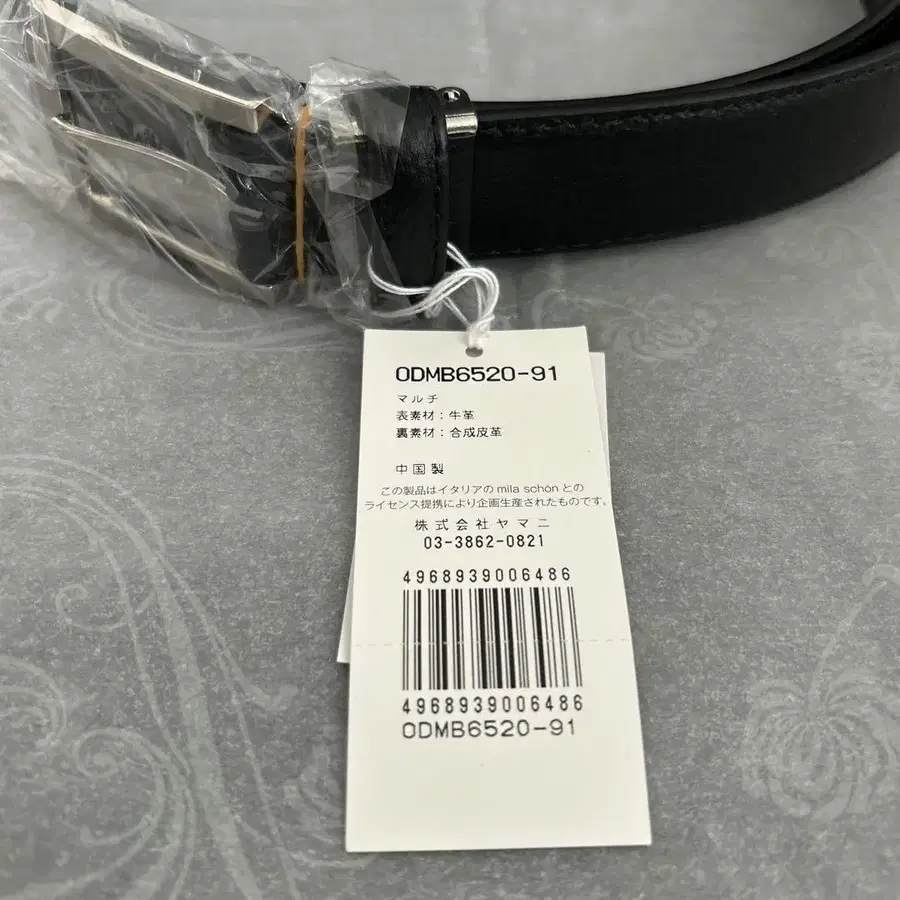 ODMB6520-91
マルチ
表素材：牛革
裏素材：合成皮革
中国製
この製品はイタリアのmila schönとの
ライセンス提携により企画生産されたものです。
株式会社ヤマニ
03-3862-0821
4968939006486
4968939006486
ODMB6520-91